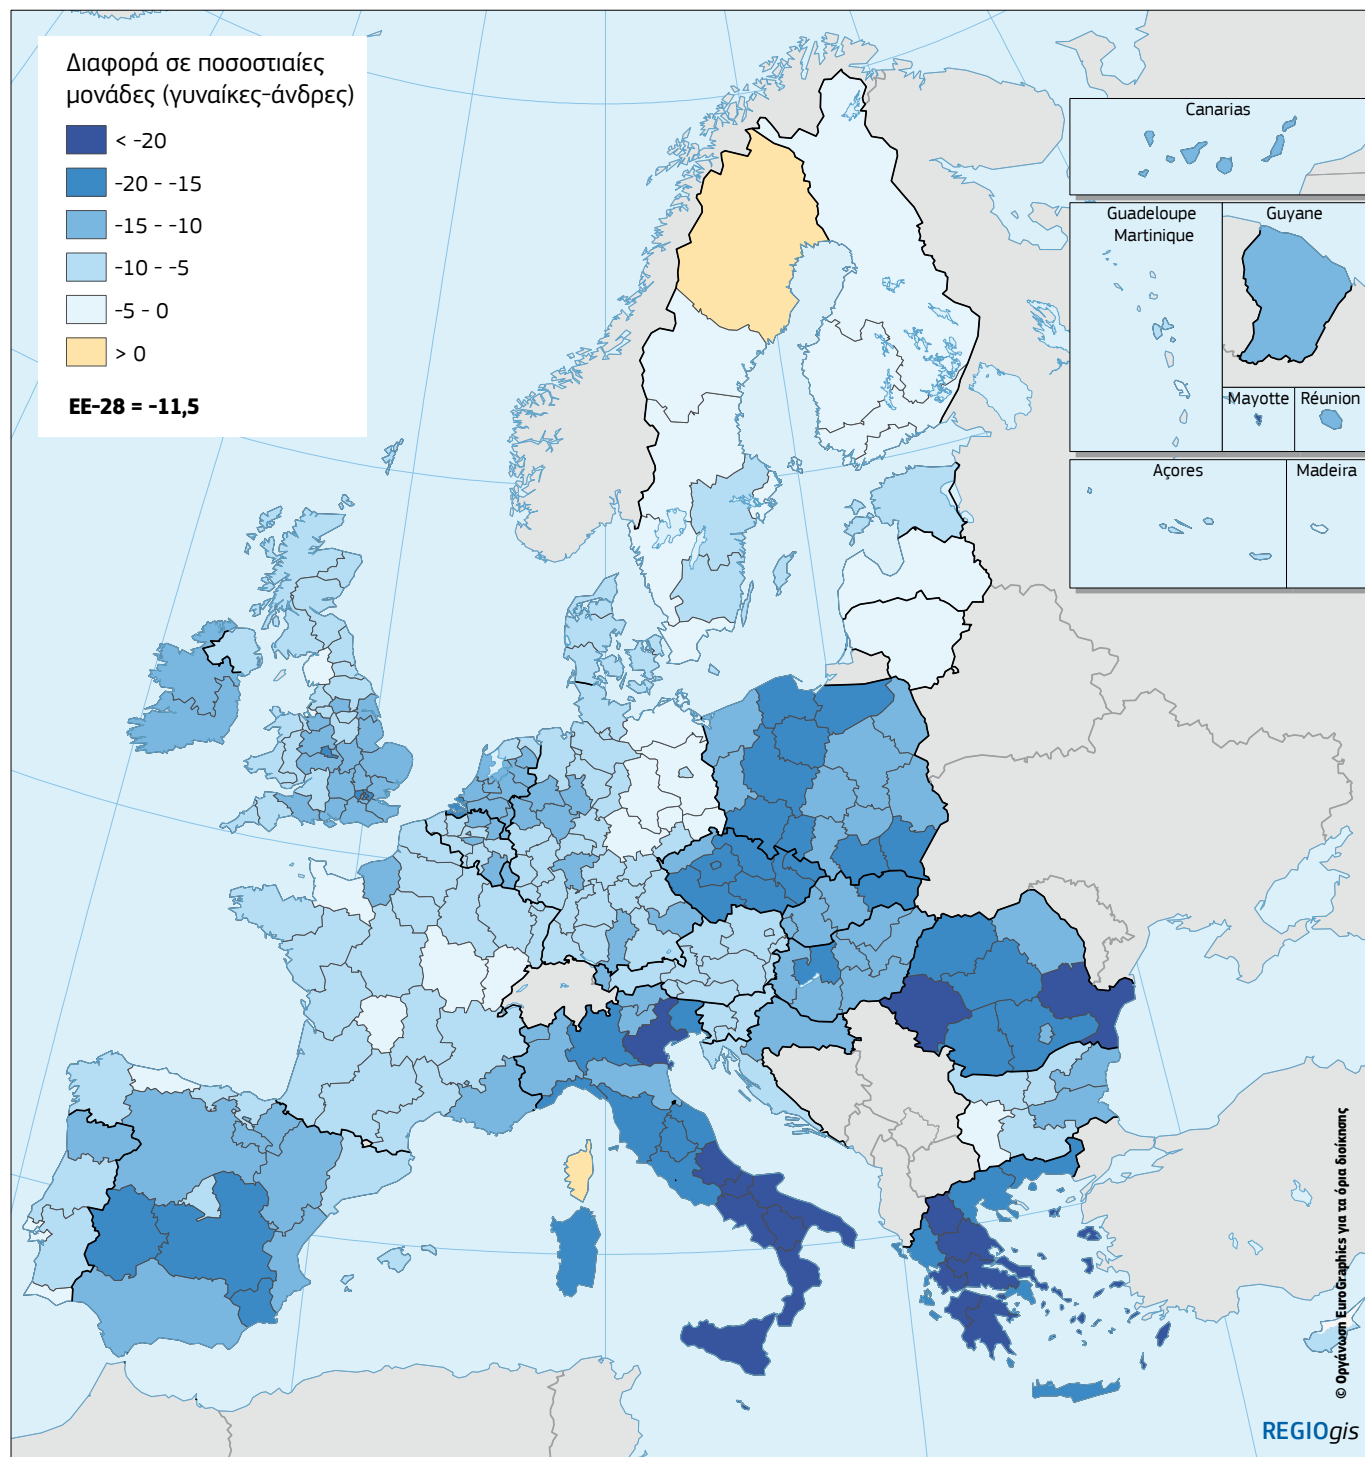 Διαφορά σε ποσοστιαίες
μονάδες (γυναίκες-άνδρες)
< -20
-20 - -15
-15 - -10
-10 - -5
-5 - 0
> 0
ΕΕ-28 = -11,5
Canarias
Guadeloupe
Martinique
Guyane
Mayotte
Réunion
Açores
Madeira
© Οργάνωση EuroGraphics για τα όρια διοίκησης
REGIOgis